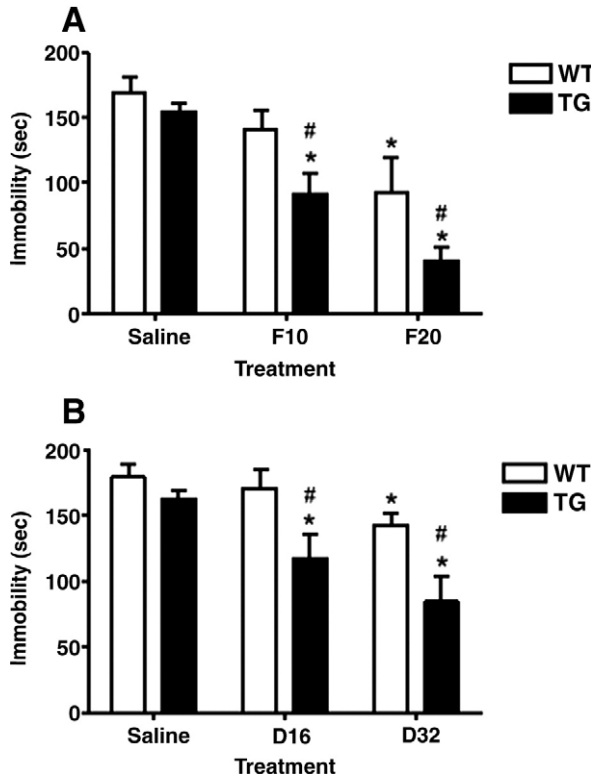 A
200
150
100
50
0
Immobility (sec)
WT
TG
#
*
*
#
*
Saline F10 F20
Treatment
B
200
150
100
50
0
Immobility (sec)
WT
TG
#
*
*
#
*
Saline D16 D32
Treatment